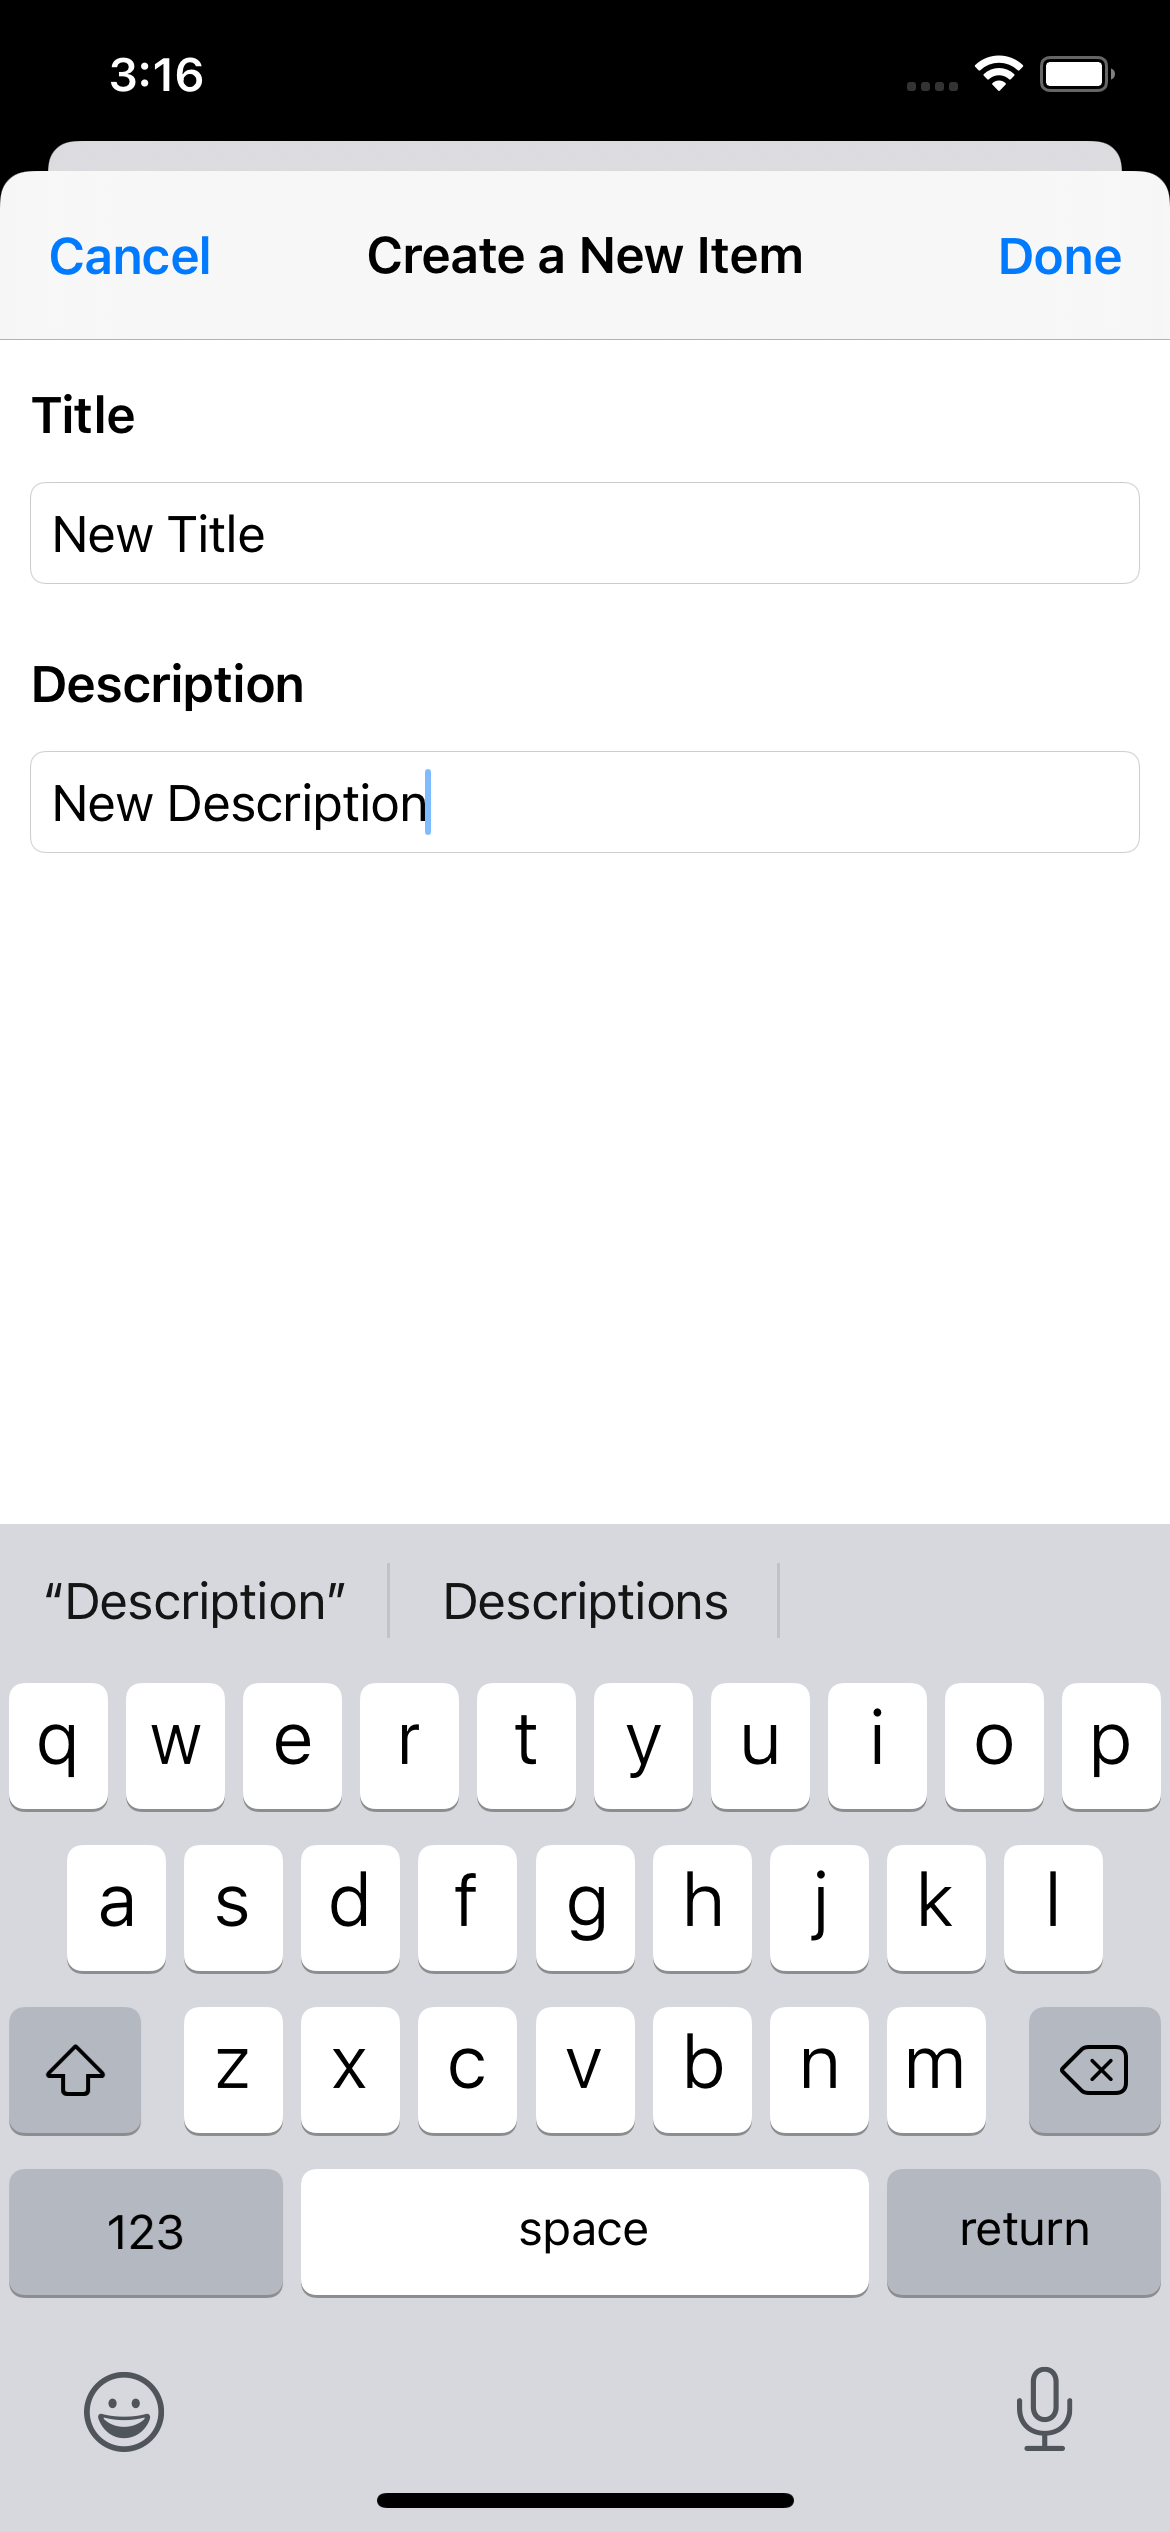 3:16
Cancel Create a New Item Done
Title
New Title
Description
New Description
“Description” Descriptions
q w e r t y u i o p
a s d f g h j k l
z x c v b n m
123 space return